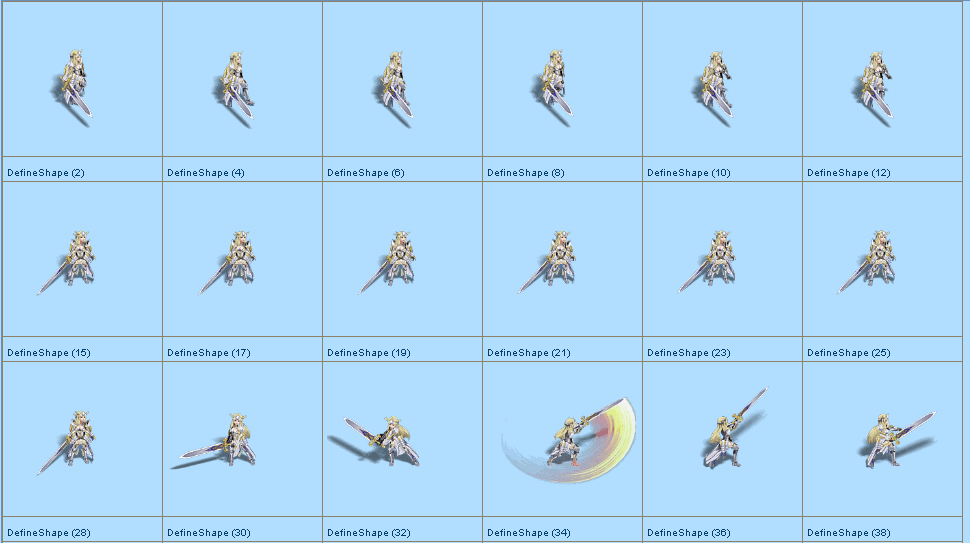 DefineShape (2)
DefineShape (4)
DefineShape (6)
DefineShape (8)
DefineShape (10)
DefineShape (12)
DefineShape (15)
DefineShape (17)
DefineShape (19)
DefineShape (21)
DefineShape (23)
DefineShape (25)
DefineShape (28)
DefineShape (30)
DefineShape (32)
DefineShape (34)
DefineShape (36)
DefineShape (38)